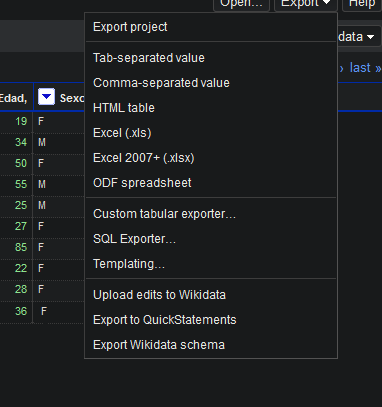 Open... Export Help
Export project
data
Tab-separated value
Comma-separated value
› last »
Edad, Sexo
HTML table
19 F
Excel (.xls)
34 M
Excel 2007+ (.xlsx)
50 F
ODF spreadsheet
55 M
25 M
Custom tabular exporter...
27 F
SQL Exporter...
85 F
Templating...
22 F
28 F
Upload edits to Wikidata
36 F
Export to QuickStatements
Export Wikidata schema